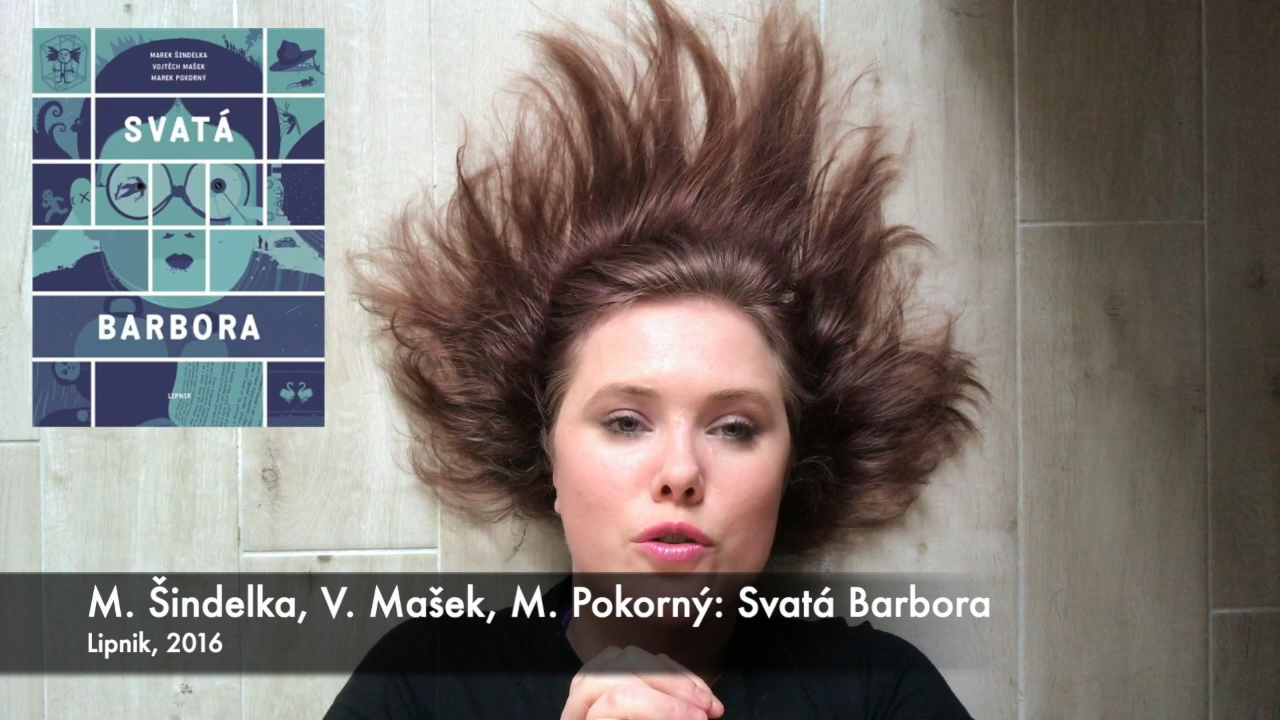 MAREK ŠINDELKA
VOJTĚCH MAŠEK
MAREK POKORNÝ
SVATÁ
BARBORA
LIPNIK
M. Šindelka, V. Mašek, M. Pokorný: Svatá Barbora
Lipnik, 2016